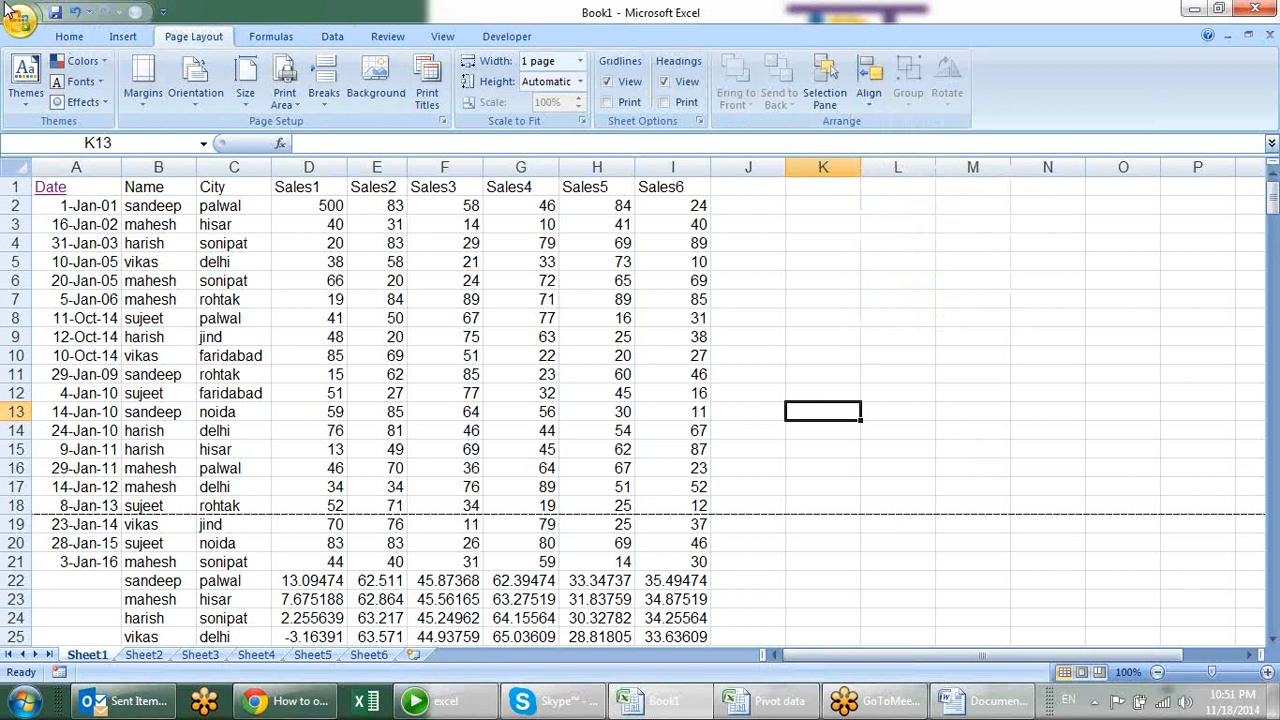 Book1 - Microsoft Excel
Home Insert Page Layout Formulas Data Review View Developer
Themes Colors Fonts Effects Themes
Margins Orientation Size Print Area Breaks Background Print Titles Page Setup
Width: 1 page Height: Automatic Scale: 100% Scale to Fit
Gridlines View Print Headings View Print Sheet Options
Bring to Front Send to Back Selection Pane Align Group Rotate Arrange
K13 fx
A B C D E F G H I J K L M N O P
1 Date Name City Sales1 Sales2 Sales3 Sales4 Sales5 Sales6
2 1-Jan-01 sandeep palwal 500 83 58 46 84 24
3 16-Jan-02 mahesh hisar 40 31 14 10 41 40
4 31-Jan-03 harish sonipat 20 83 29 79 69 89
5 10-Jan-05 vikas delhi 38 58 21 33 73 10
6 20-Jan-05 mahesh sonipat 66 20 24 72 65 69
7 5-Jan-06 mahesh rohtak 19 84 89 71 89 85
8 11-Oct-14 sujeet palwal 41 50 67 77 16 31
9 12-Oct-14 harish jind 48 20 75 63 25 38
10 10-Oct-14 vikas faridabad 85 69 51 22 20 27
11 29-Jan-09 sandeep rohtak 15 62 85 23 60 46
12 4-Jan-10 sujeet faridabad 51 27 77 32 45 16
13 14-Jan-10 sandeep noida 59 85 64 56 30 11
14 24-Jan-10 harish delhi 76 81 46 44 54 67
15 9-Jan-11 harish hisar 13 49 69 45 62 87
16 29-Jan-11 mahesh palwal 46 70 36 64 67 23
17 14-Jan-12 mahesh delhi 34 34 76 89 51 52
18 8-Jan-13 sujeet rohtak 52 71 34 19 25 12
19 23-Jan-14 vikas jind 70 76 11 79 25 37
20 28-Jan-15 sujeet noida 83 83 26 80 69 46
21 3-Jan-16 mahesh sonipat 44 40 31 59 14 30
22 sandeep palwal 13.09474 62.511 45.87368 62.39474 33.34737 35.49474
23 mahesh hisar 7.675188 62.864 45.56165 63.27519 31.83759 34.87519
24 harish sonipat 2.255639 63.217 45.24962 64.15564 30.32782 34.25564
25 vikas delhi -3.16391 63.571 44.93759 65.03609 28.81805 33.63609
Sheet1 Sheet2 Sheet3 Sheet4 Sheet5 Sheet6
Ready 100%
Sent Item... How to o... excel Skype™ -... Book1 Pivot data GoToMee... Documen... EN 10:51 PM
11/18/2014